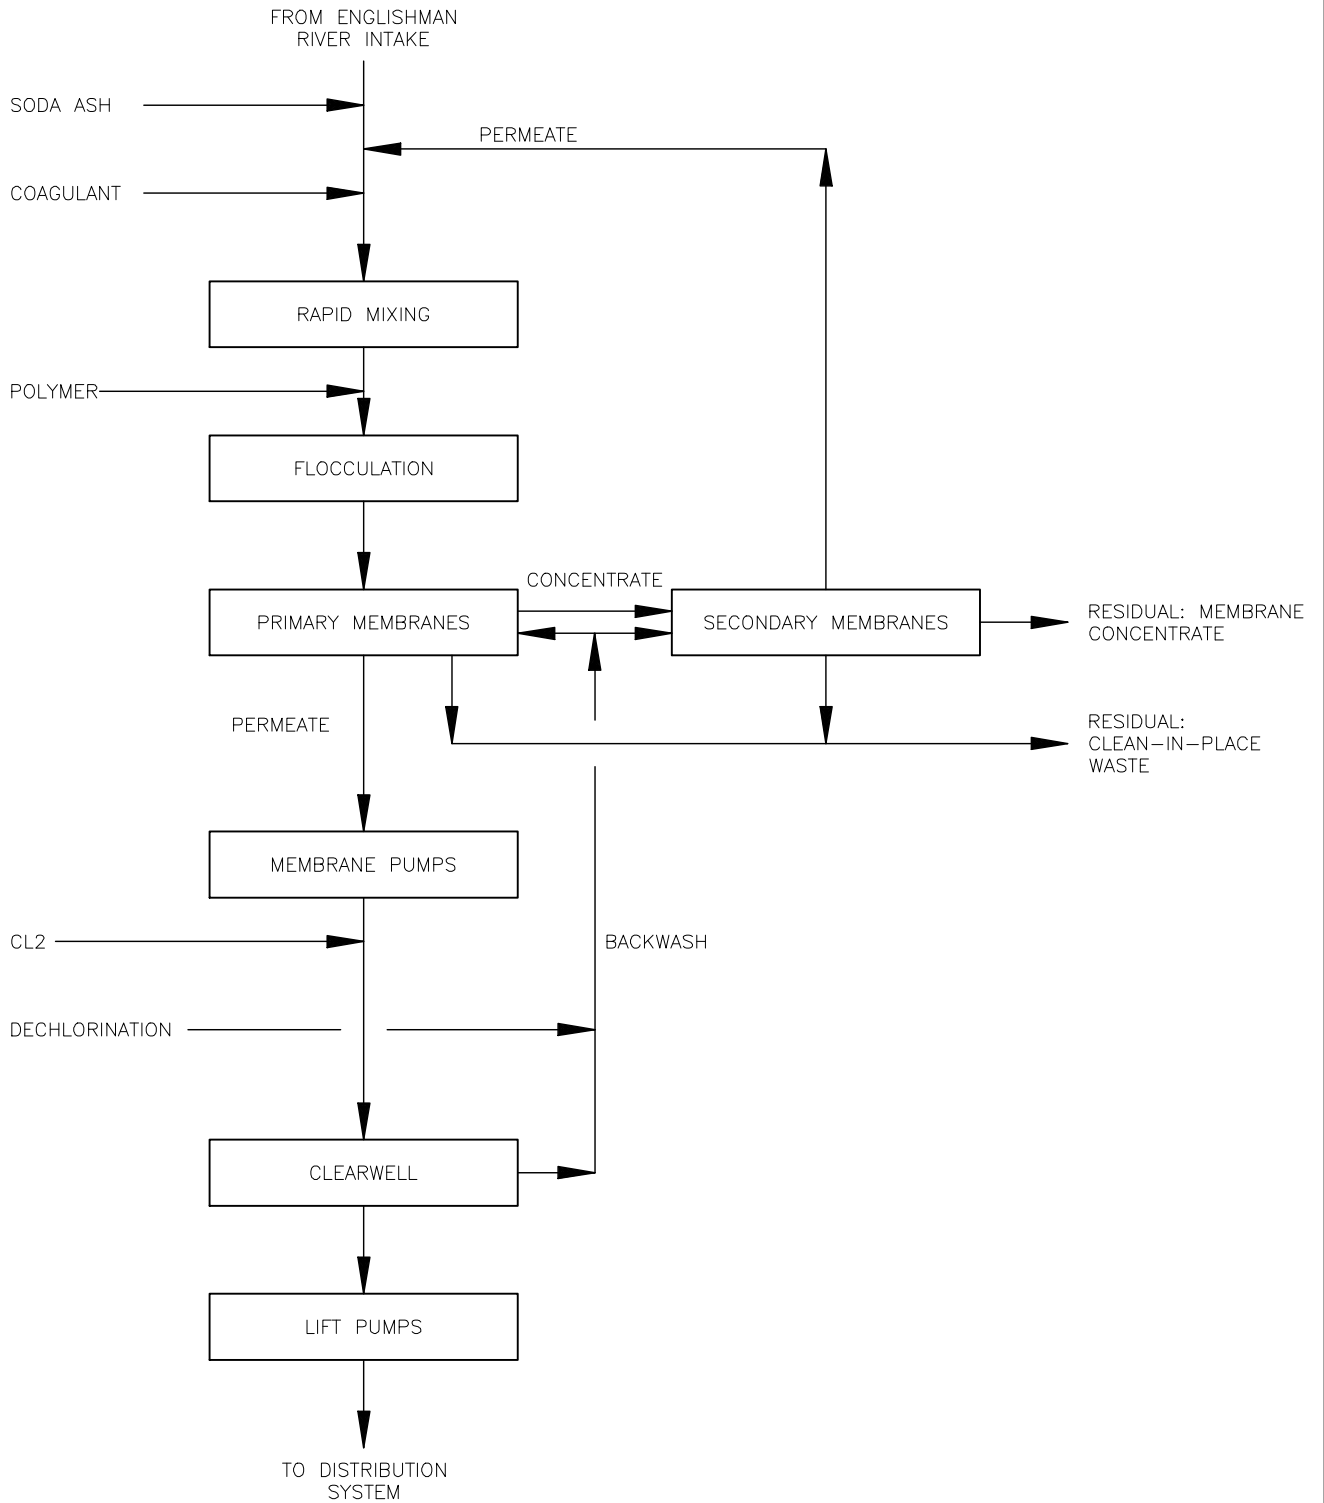 FROM ENGLISHMAN
RIVER INTAKE
SODA ASH
PERMEATE
COAGULANT
RAPID MIXING
POLYMER
FLOCCULATION
CONCENTRATE
PRIMARY MEMBRANES
SECONDARY MEMBRANES
RESIDUAL: MEMBRANE
CONCENTRATE
PERMEATE
RESIDUAL:
CLEAN-IN-PLACE
WASTE
MEMBRANE PUMPS
CL2
BACKWASH
DECHLORINATION
CLEARWELL
LIFT PUMPS
TO DISTRIBUTION
SYSTEM